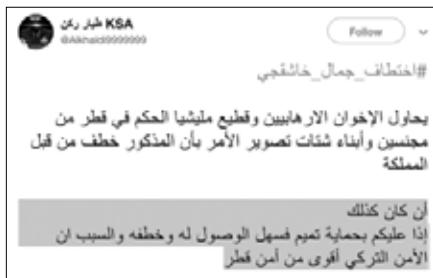 طيار ركن KSA
@Alkhaldi9999999
Follow
#اختطاف_جمال_خاشقجي
يحاول الإخوان الارهابيين وقطيع مليشيا الحكم في قطر من
مجنسين وأبناء شتات تصوير الأمر بأن المذكور خطف من قبل
المملكة
أن كان كذلك
إذا عليكم بحماية تميم فسهل الوصول له وخطفه والسبب ان
الأمن التركي أقوى من أمن قطر